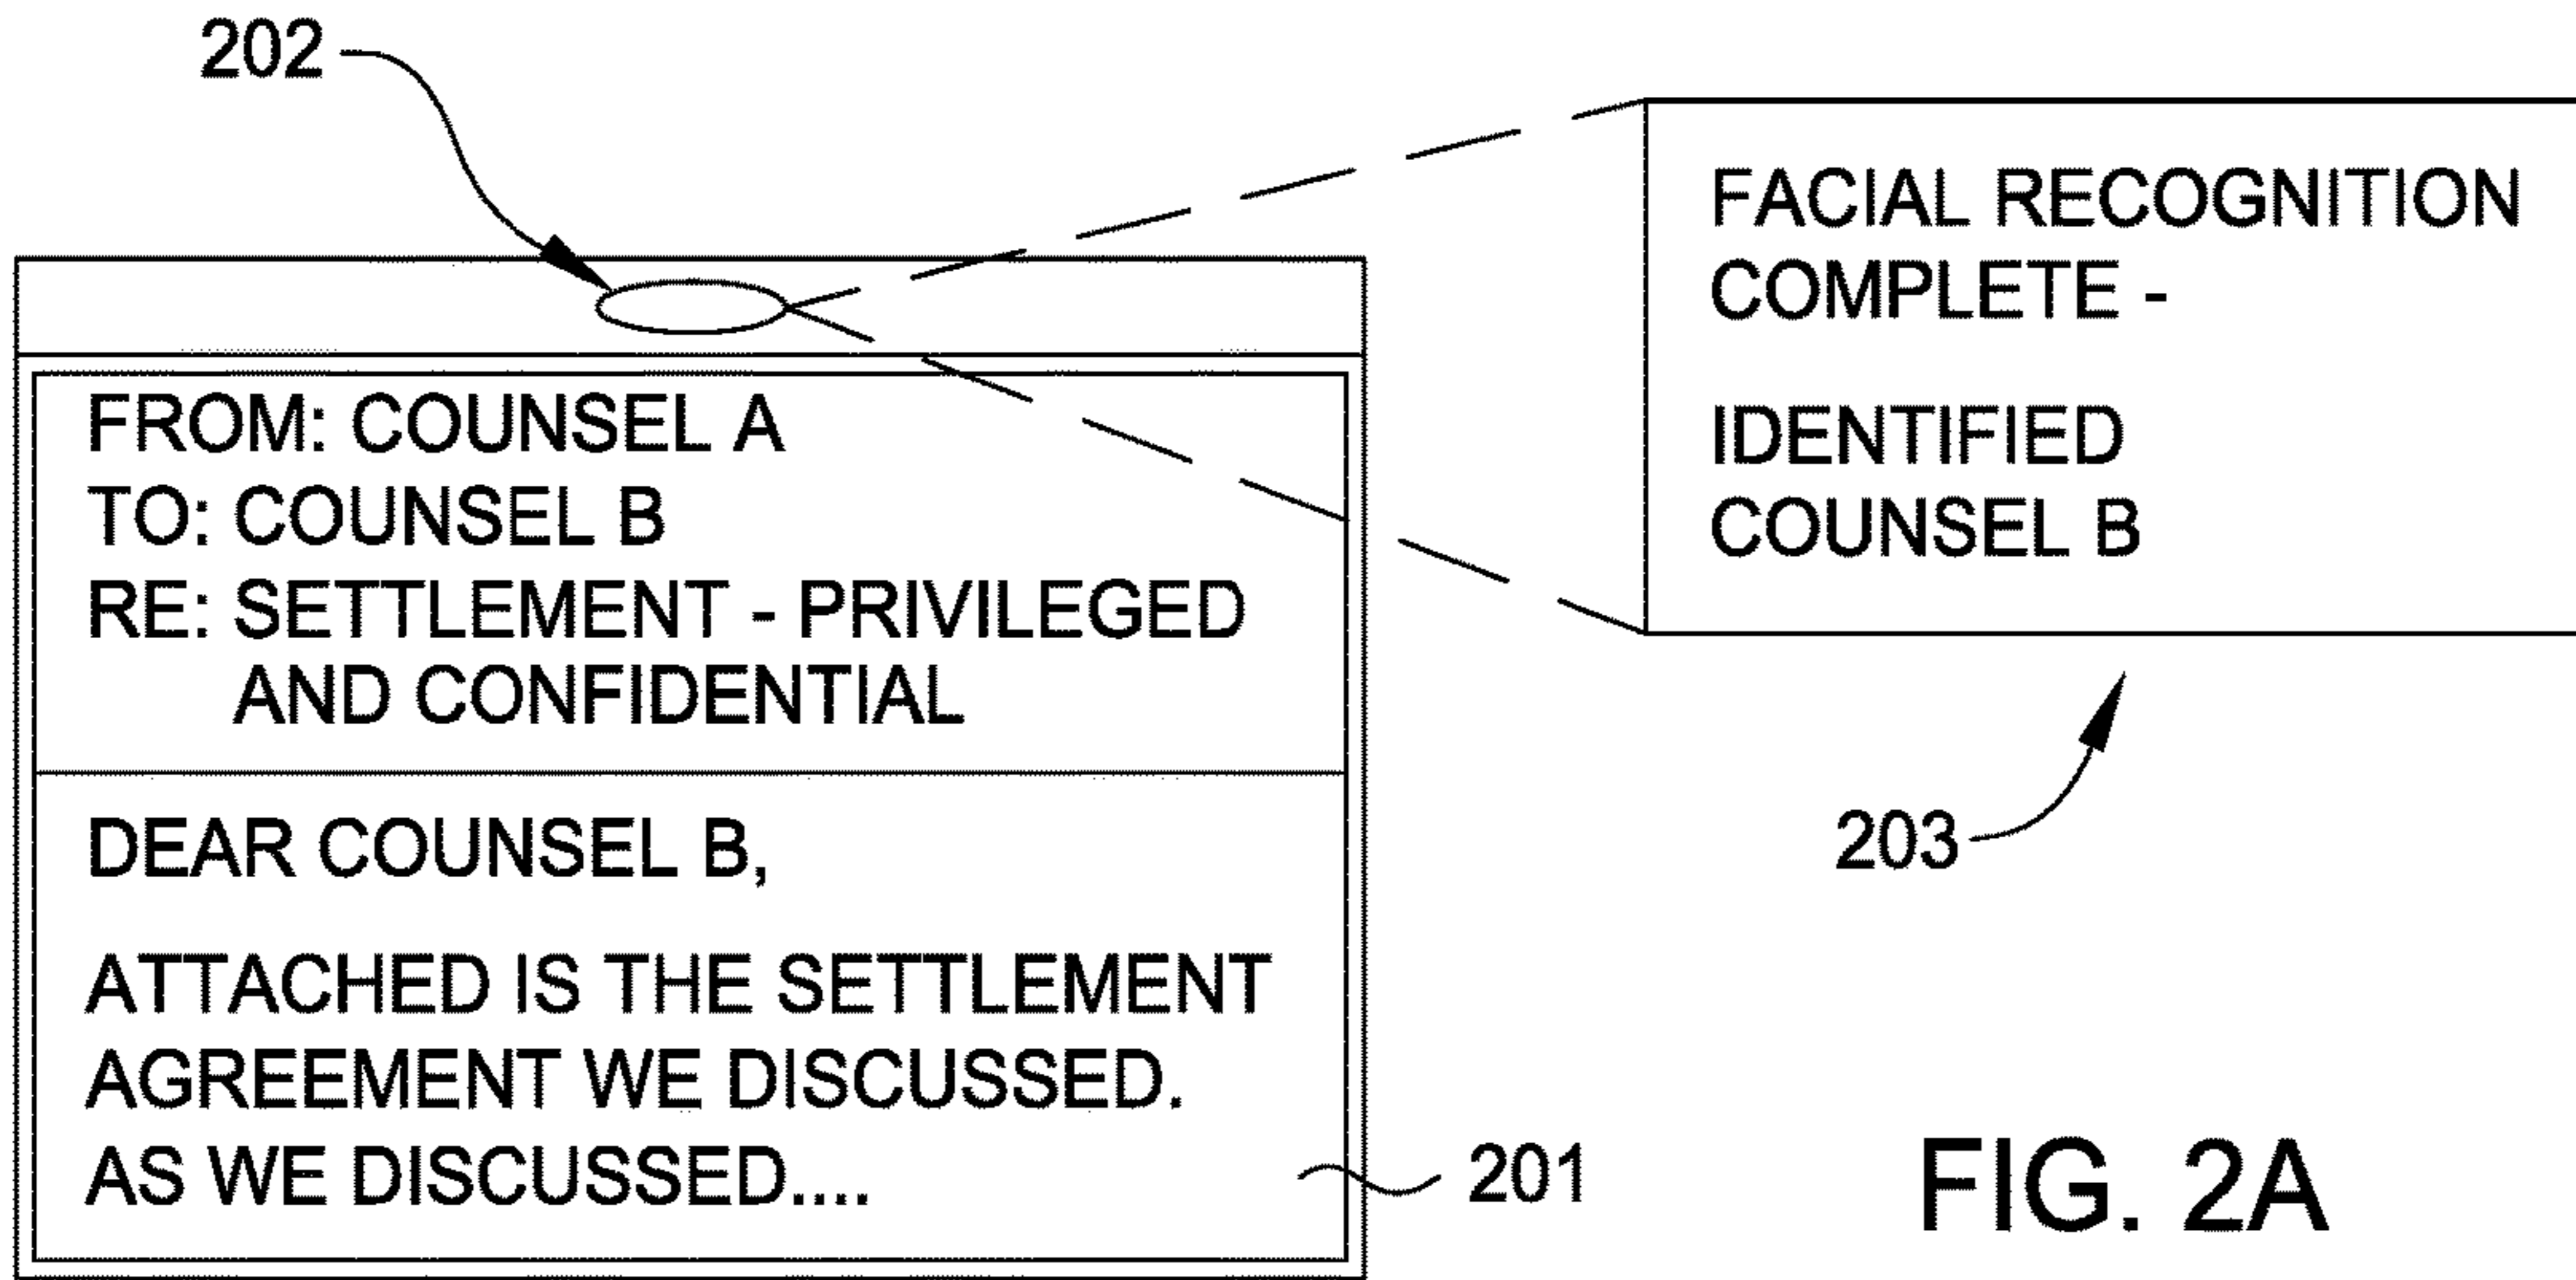 202
FACIAL RECOGNITION
COMPLETE -
IDENTIFIED
COUNSEL B
203
FROM: COUNSEL A
TO: COUNSEL B
RE: SETTLEMENT - PRIVILEGED
AND CONFIDENTIAL
DEAR COUNSEL B,
ATTACHED IS THE SETTLEMENT
AGREEMENT WE DISCUSSED.
AS WE DISCUSSED....
201
FIG. 2A